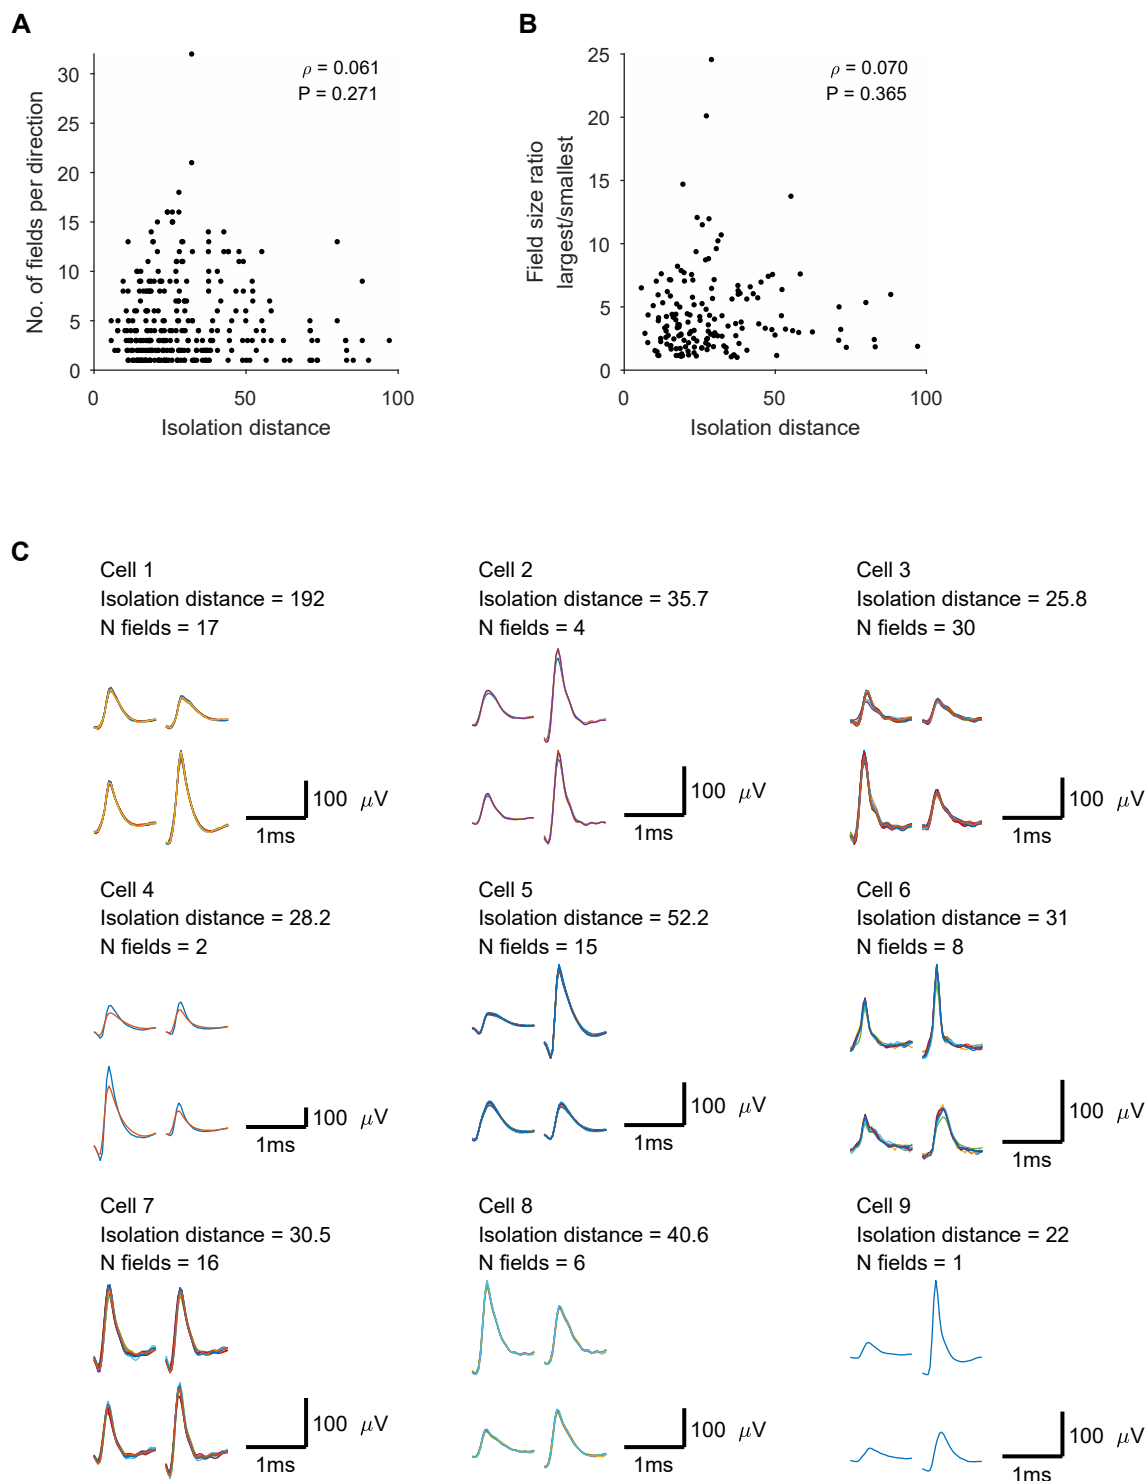 A
No. of fields per direction
30
25
20
15
10
5
0
0
50
100
Isolation distance
ρ = 0.061
P = 0.271
B
Field size ratio
largest/smallest
25
20
15
10
5
0
0
50
100
Isolation distance
ρ = 0.070
P = 0.365
C
Cell 1
Isolation distance = 192
N fields = 17
100 μV
1ms
Cell 2
Isolation distance = 35.7
N fields = 4
100 μV
1ms
Cell 3
Isolation distance = 25.8
N fields = 30
100 μV
1ms
Cell 4
Isolation distance = 28.2
N fields = 2
100 μV
1ms
Cell 5
Isolation distance = 52.2
N fields = 15
100 μV
1ms
Cell 6
Isolation distance = 31
N fields = 8
100 μV
1ms
Cell 7
Isolation distance = 30.5
N fields = 16
100 μV
1ms
Cell 8
Isolation distance = 40.6
N fields = 6
100 μV
1ms
Cell 9
Isolation distance = 22
N fields = 1
100 μV
1ms